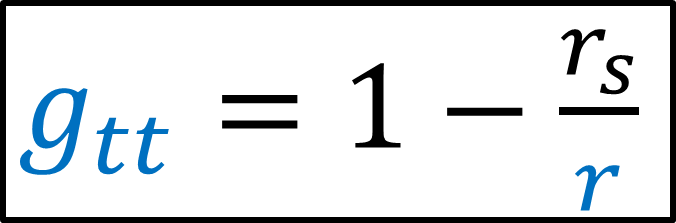 g_tt = 1 − r_s/r